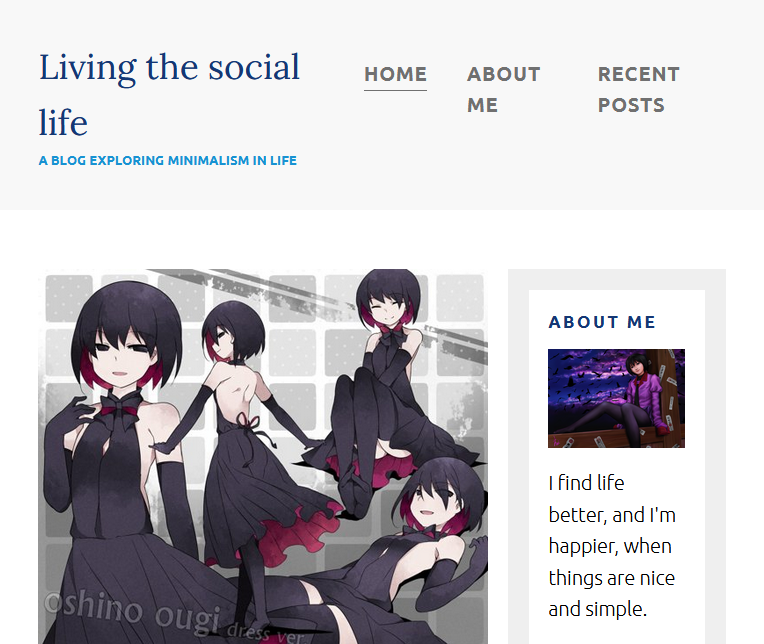 Living the social
life
A BLOG EXPLORING MINIMALISM IN LIFE
HOME
ABOUT
ME
RECENT
POSTS
oshino ougi dress ver
ABOUT ME
I find life
better, and I'm
happier, when
things are nice
and simple.